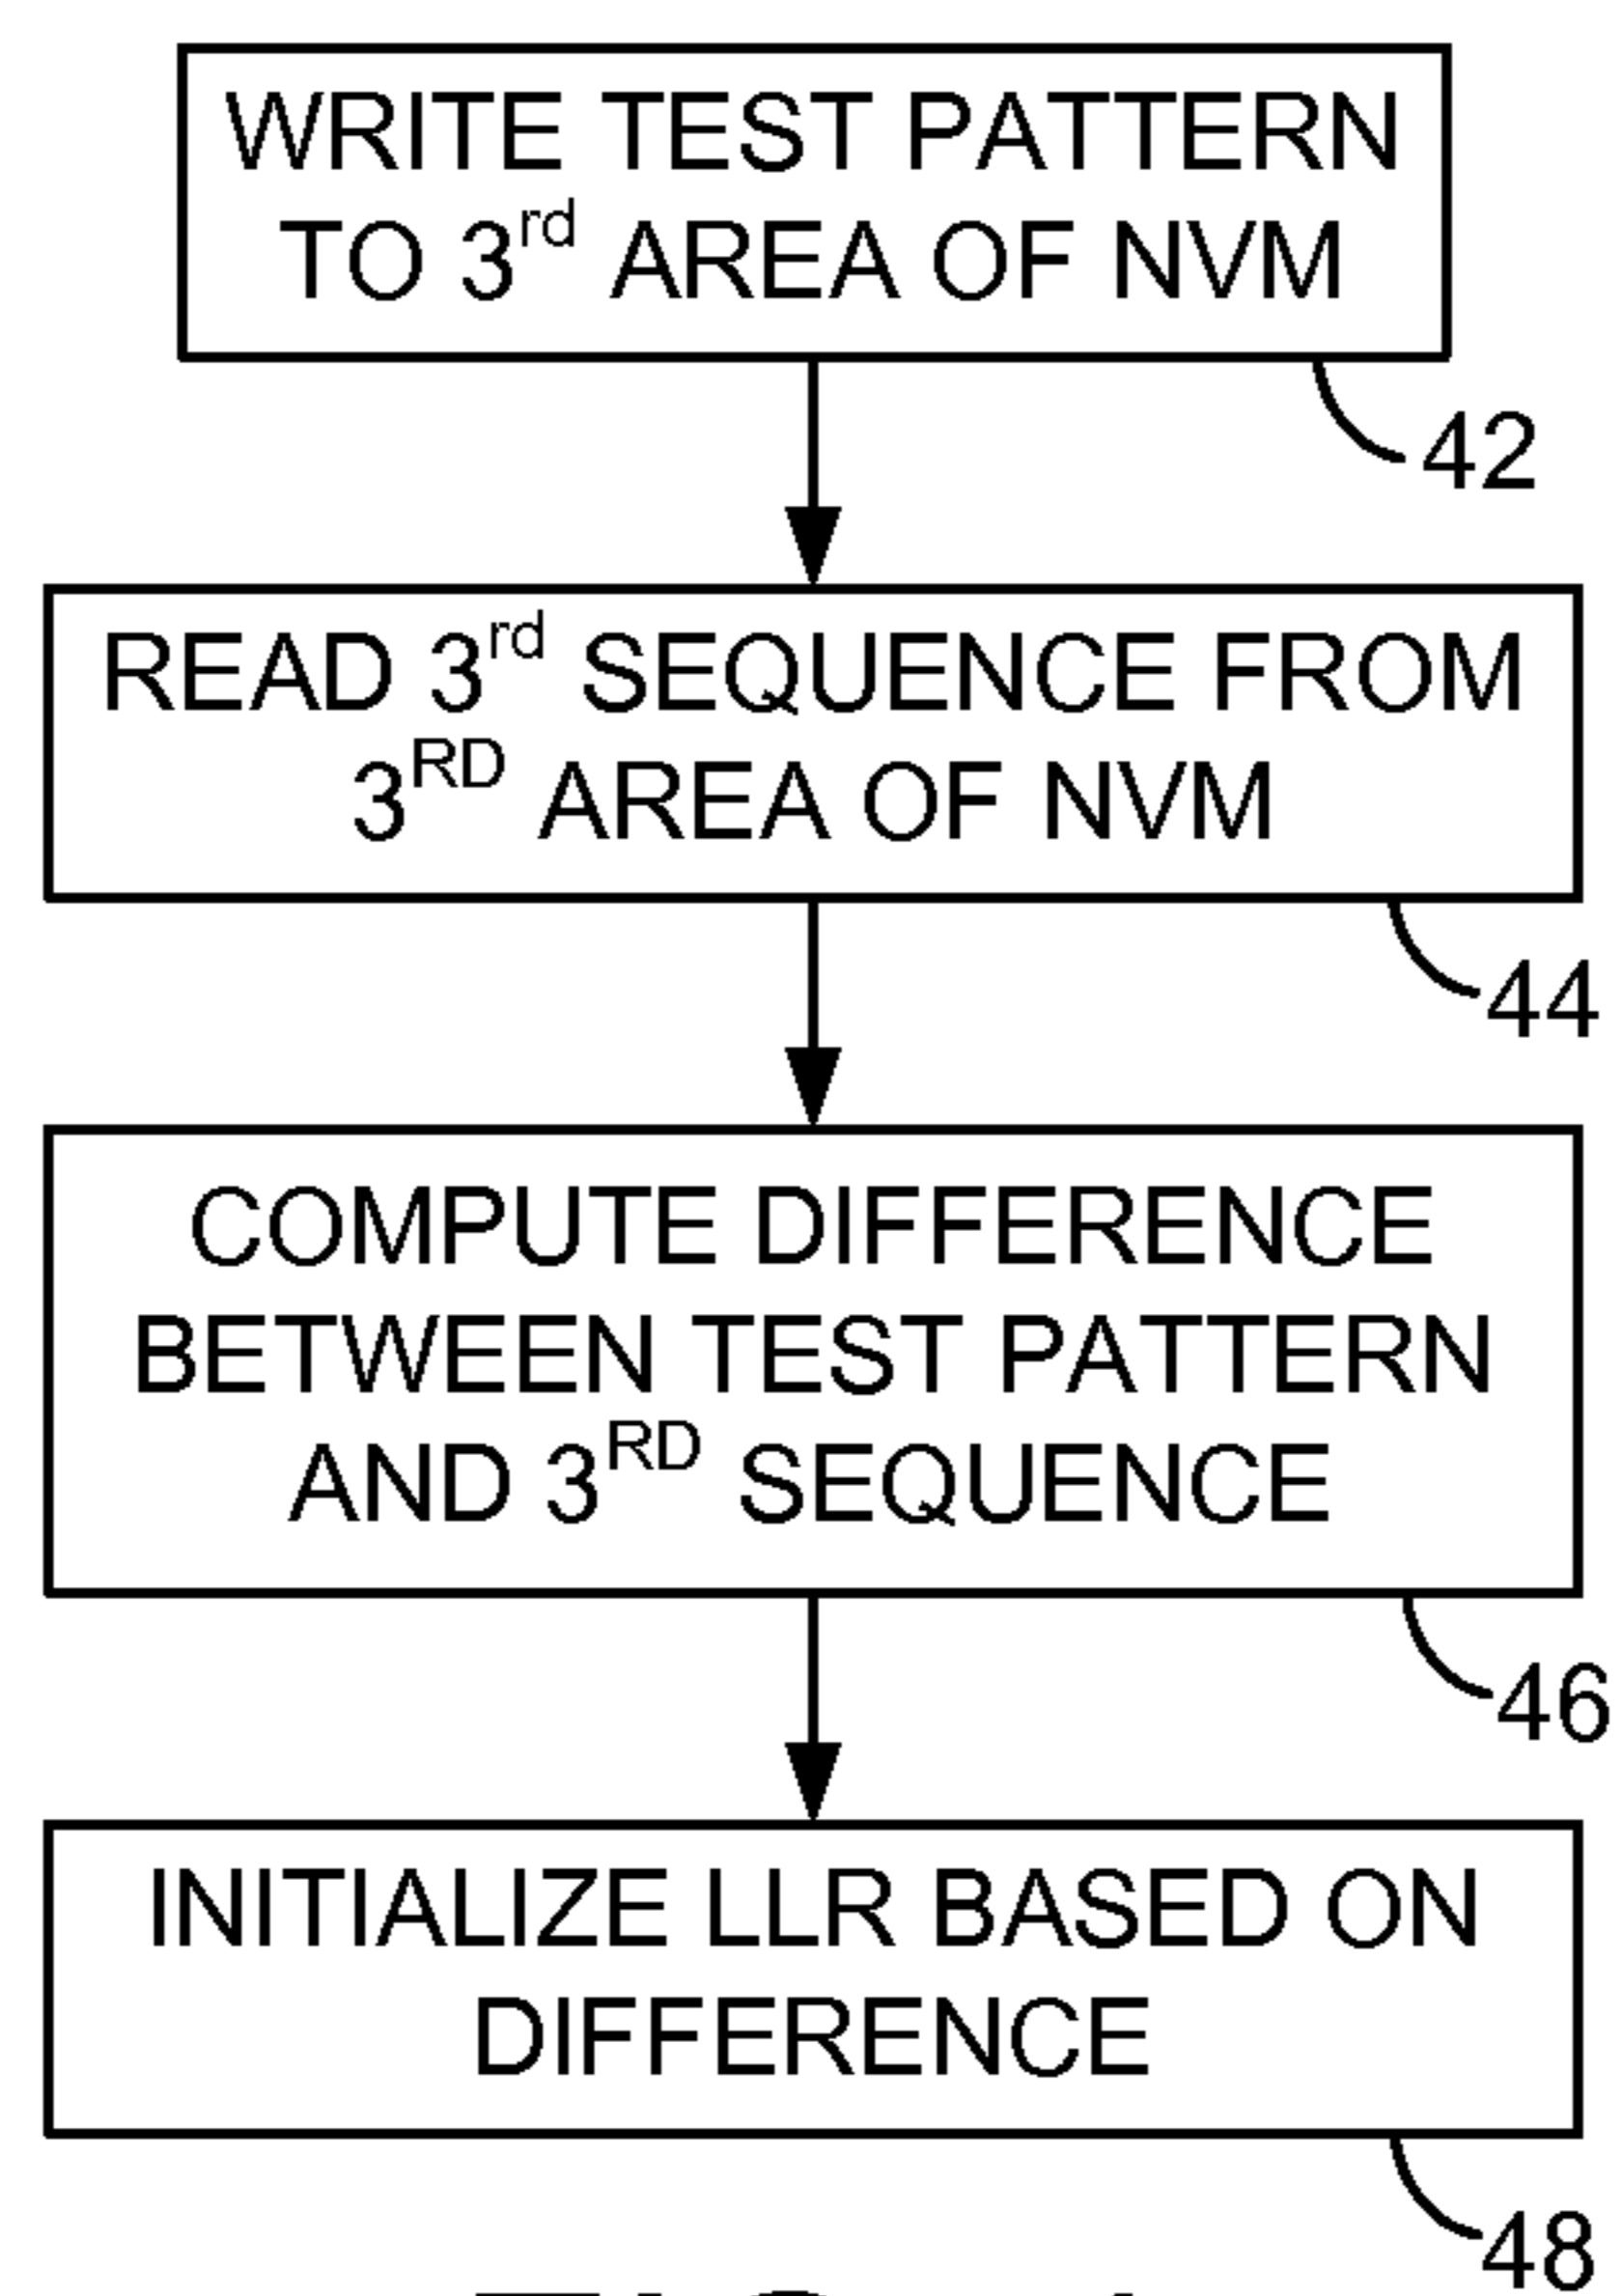 WRITE TEST PATTERN
TO 3rd AREA OF NVM
42
READ 3rd SEQUENCE FROM
3RD AREA OF NVM
44
COMPUTE DIFFERENCE
BETWEEN TEST PATTERN
AND 3RD SEQUENCE
46
INITIALIZE LLR BASED ON
DIFFERENCE
48